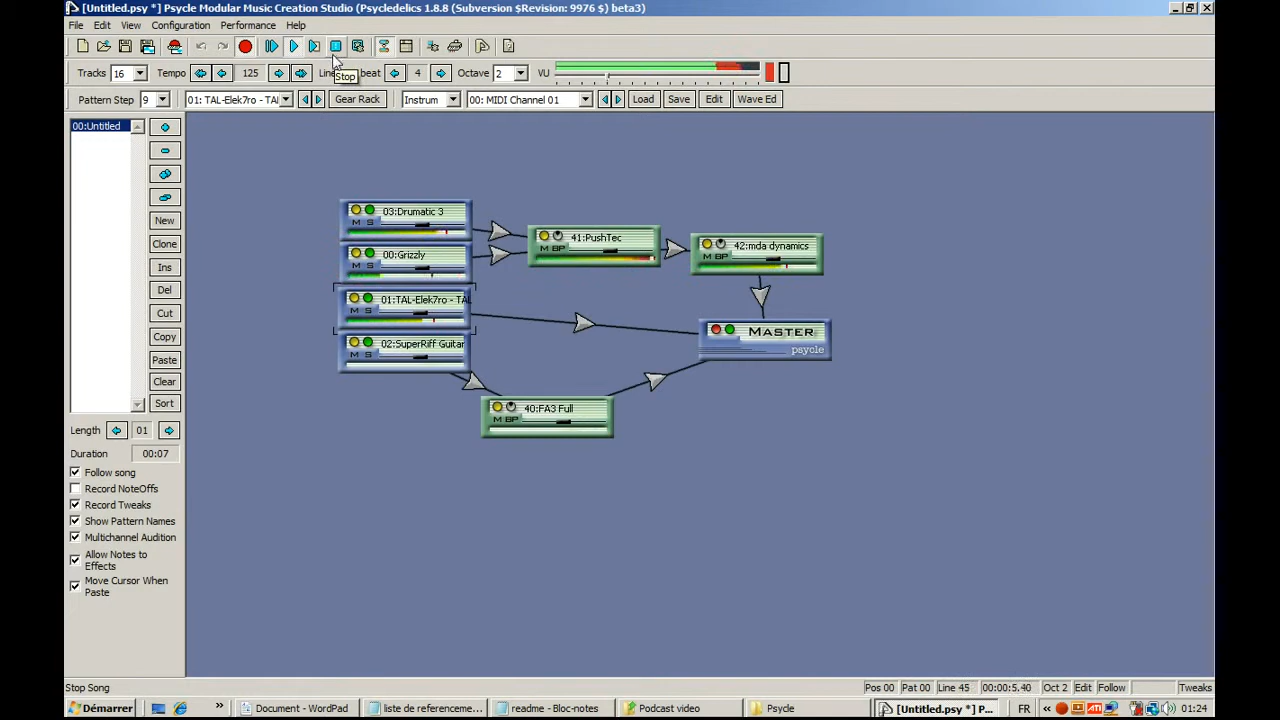 [Untitled.psy *] Psycle Modular Music Creation Studio (Psycledelics 1.8.8 (Subversion $Revision: 9976 $) beta3)
File Edit View Configuration Performance Help
Tracks 16 Tempo 125 Line beat 4 Octave 2 VU
Stop
Pattern Step 9 01: TAL-Elek7ro - TA Gear Rack Instrum 00: MIDI Channel 01 Load Save Edit Wave Ed
00:Untitled
New
Clone
Ins
Del
Cut
Copy
Paste
Clear
Sort
Length 01
Duration 00:07
Follow song
Record NoteOffs
Record Tweaks
Show Pattern Names
Multichannel Audition
Allow Notes to
Effects
Move Cursor When
Paste
03:Drumatic 3
M S
00:Grizzly
M S
01:TAL-Elek7ro - TA
M S
02:SuperRiff Guitar
M S
41:PushTec
M BP
42:mda dynamics
M BP
MASTER
psycle
40:FA3 Full
M BP
Stop Song Pos 00 Pat 00 Line 45 00:00:5.40 Oct 2 Edit Follow Tweaks
Démarrer » Document - WordPad liste de referenceme... readme - Bloc-notes Podcast video Psycle [Untitled.psy *] P... FR « ATI 01:24